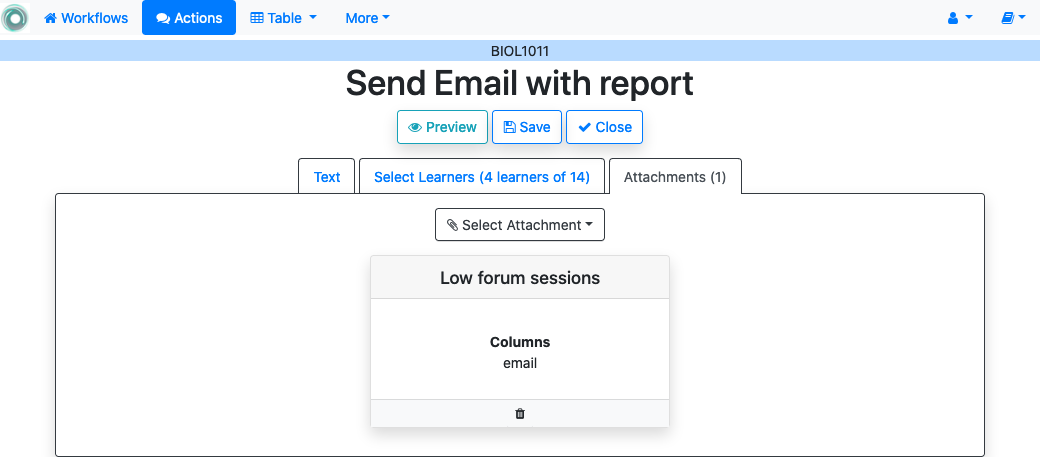 Workflows Actions Table More
BIOL1011
Send Email with report
Preview Save Close
Text Select Learners (4 learners of 14) Attachments (1)
Select Attachment
Low forum sessions
Columns
email